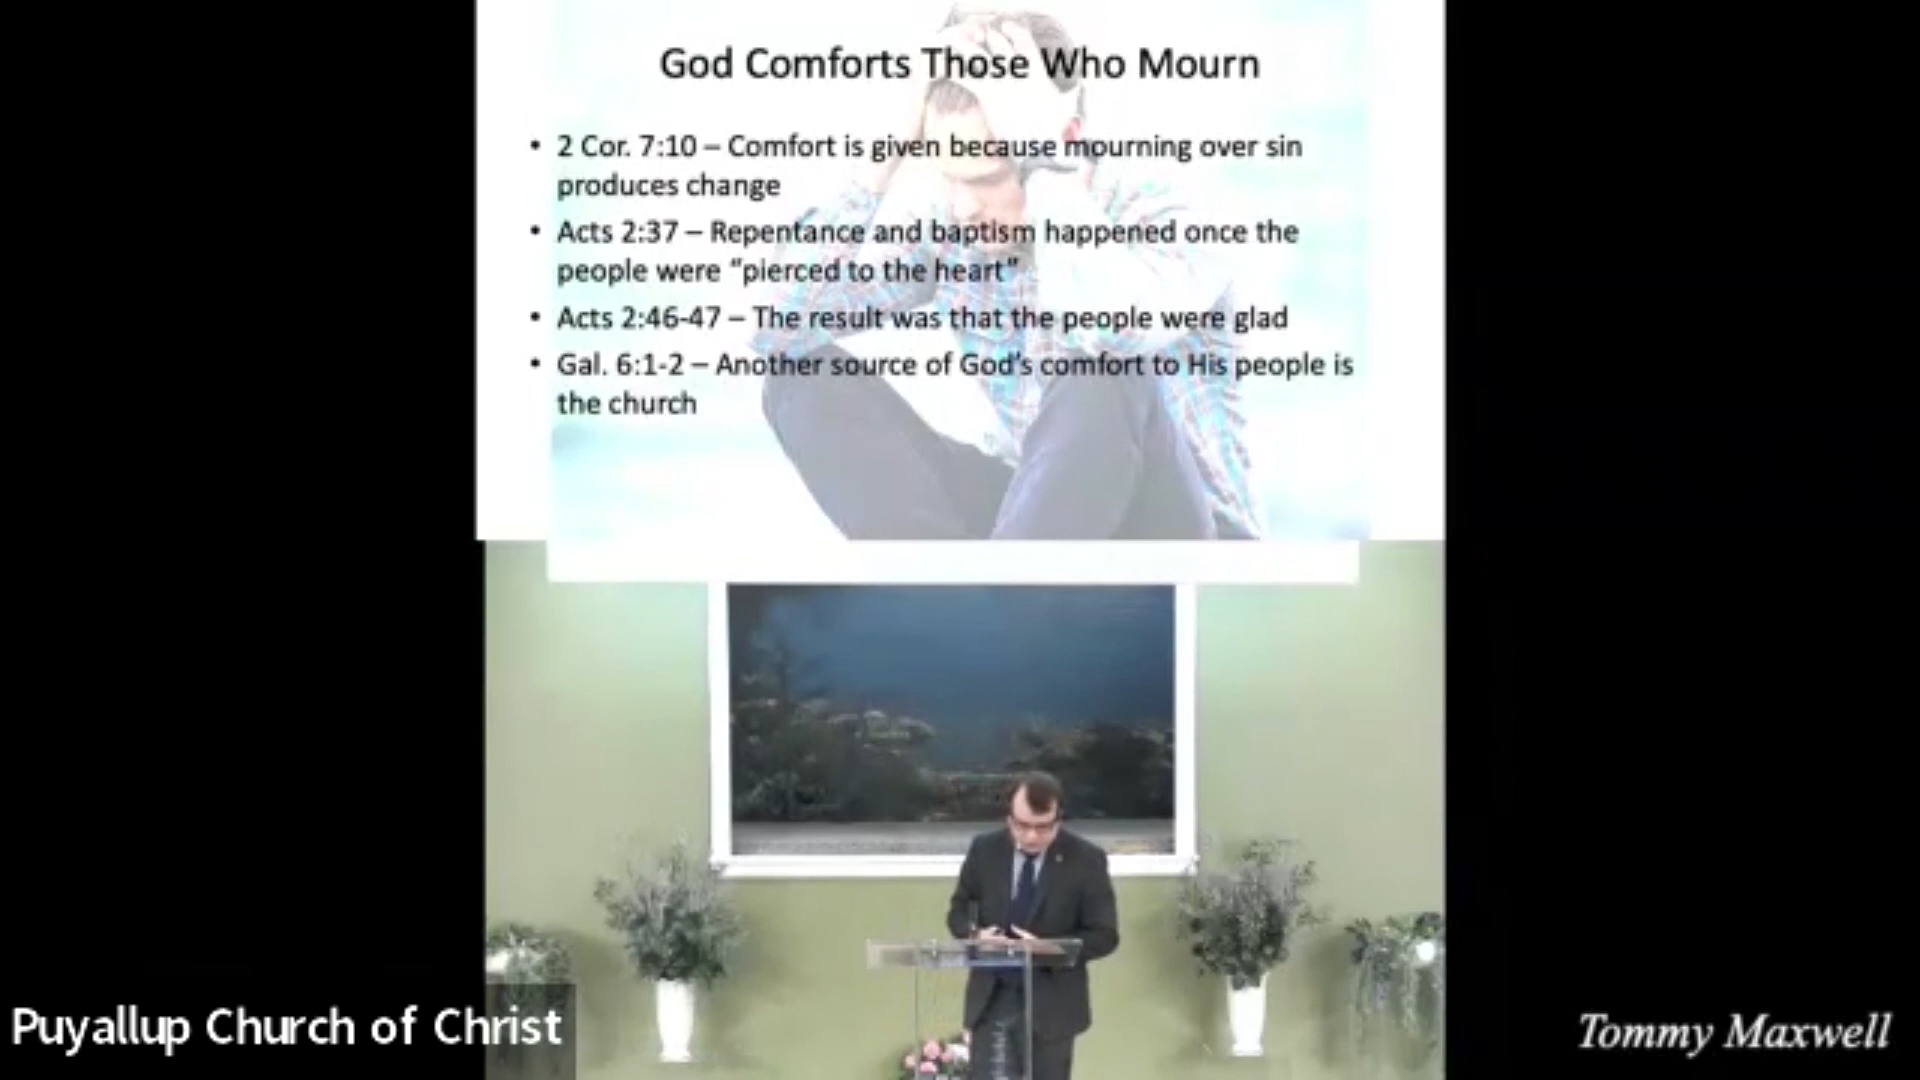 God Comforts Those Who Mourn
• 2 Cor. 7:10 – Comfort is given because mourning over sin
produces change
• Acts 2:37 – Repentance and baptism happened once the
people were “pierced to the heart”
• Acts 2:46-47 – The result was that the people were glad
• Gal. 6:1-2 – Another source of God’s comfort to His people is
the church
Puyallup Church of Christ
Tommy Maxwell